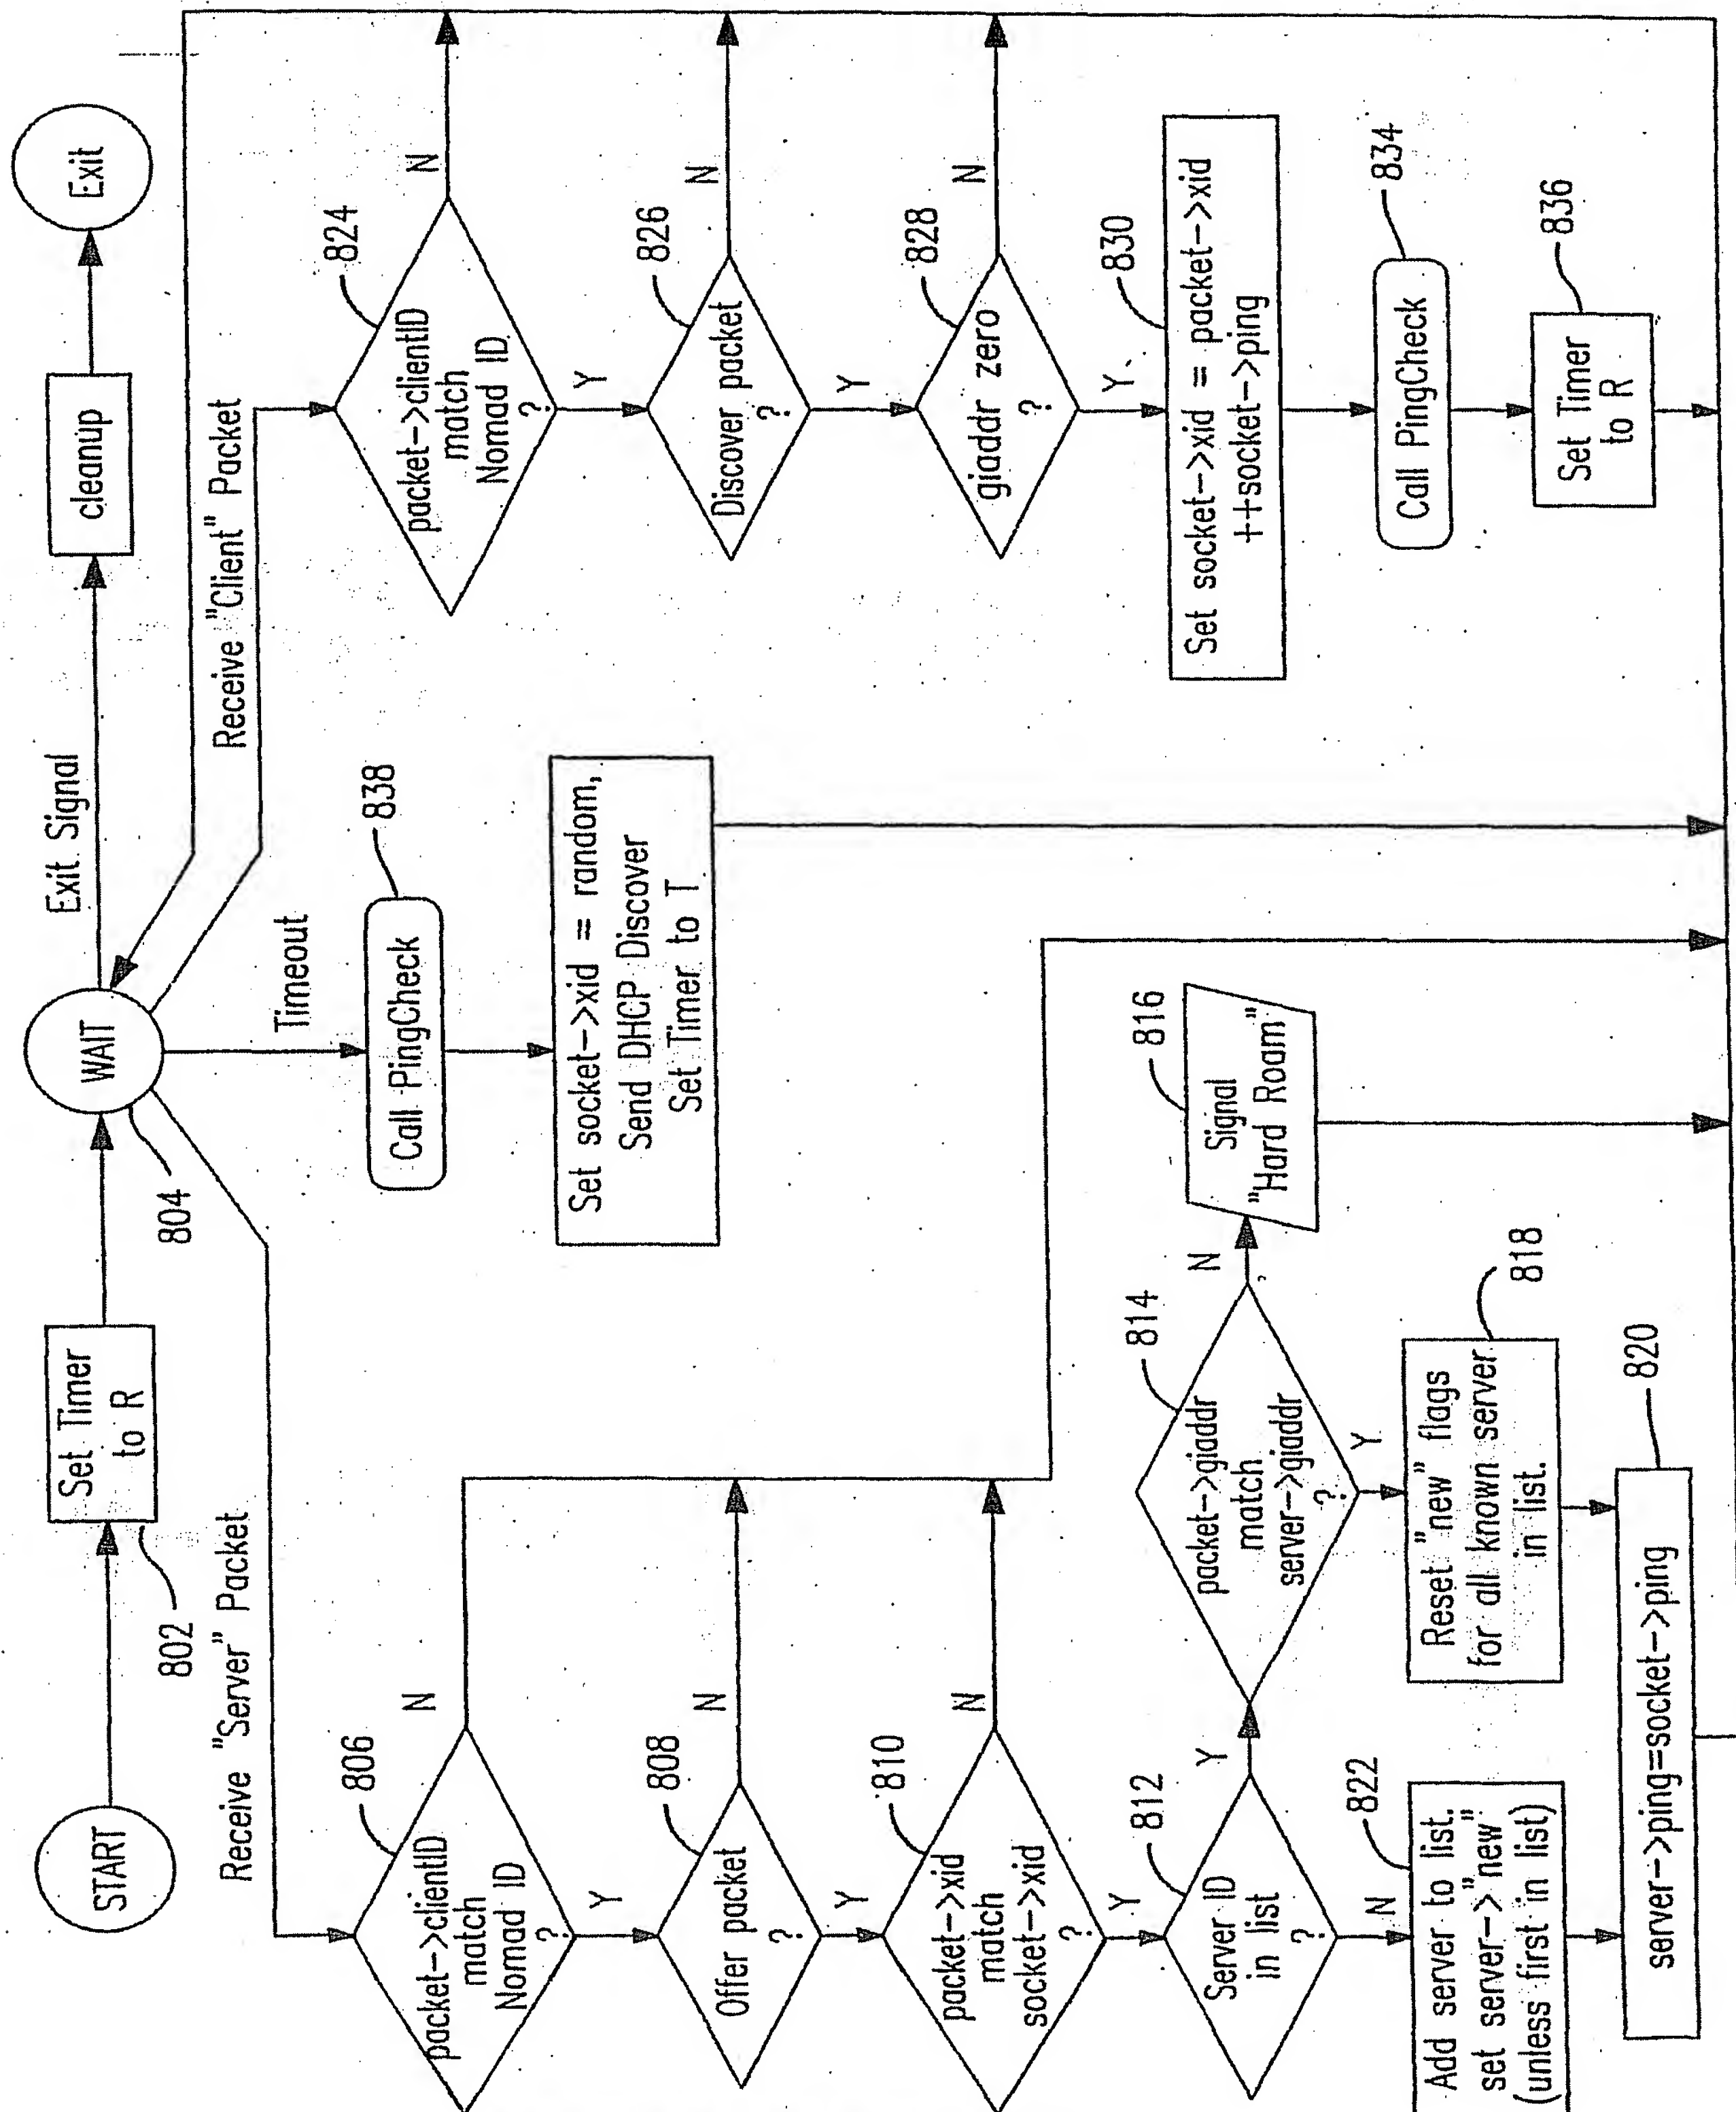 START
Set Timer
to R
802
WAIT
804
Exit Signal
cleanup
Exit
Receive "Server" Packet
packet->clientID
match
Nomad ID
?
806
N
Y
Offer packet
?
808
N
Y
packet->xid
match
socket->xid
?
810
N
Y
Server ID
in list
?
812
Y
N
Add server to list.
set server->"new"
(unless first in list)
822
packet->giaddr
match
server->giaddr
?
814
N
Y
Signal
"Hard Roam"
816
Reset "new" flags
for all known server
in list.
818
server->ping=socket->ping
820
Timeout
Call PingCheck
838
Set socket->xid = random,
Send DHCP Discover
Set Timer to T
Receive "Client" Packet
packet->clientID
match
Nomad ID
?
824
N
Y
Discover packet
?
826
N
Y
giaddr zero
?
828
N
Y
Set socket->xid = packet->xid
++socket->ping
830
Call PingCheck
834
Set Timer
to R
836